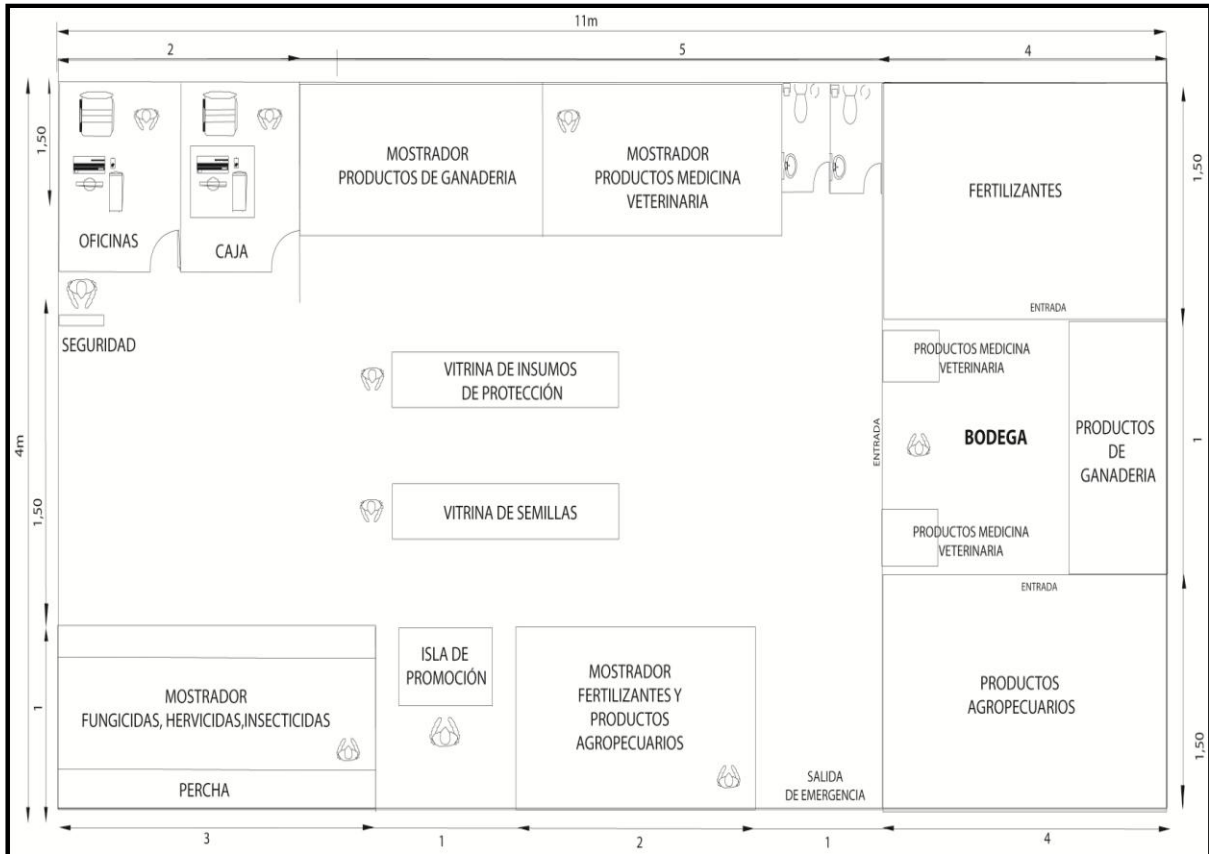 11m
2
5
4
1,50
MOSTRADOR
PRODUCTOS DE GANADERIA
MOSTRADOR
PRODUCTOS MEDICINA
VETERINARIA
FERTILIZANTES
1,50
OFICINAS
CAJA
ENTRADA
SEGURIDAD
VITRINA DE INSUMOS
DE PROTECCIÓN
PRODUCTOS MEDICINA
VETERINARIA
4m
ENTRADA
BODEGA
PRODUCTOS
DE
GANADERIA
1
1,50
VITRINA DE SEMILLAS
PRODUCTOS MEDICINA
VETERINARIA
ENTRADA
1
MOSTRADOR
FUNGICIDAS, HERVICIDAS,INSECTICIDAS
PERCHA
ISLA DE
PROMOCIÓN
MOSTRADOR
FERTILIZANTES Y
PRODUCTOS
AGROPECUARIOS
SALIDA
DE EMERGENCIA
PRODUCTOS
AGROPECUARIOS
1,50
3
1
2
1
4